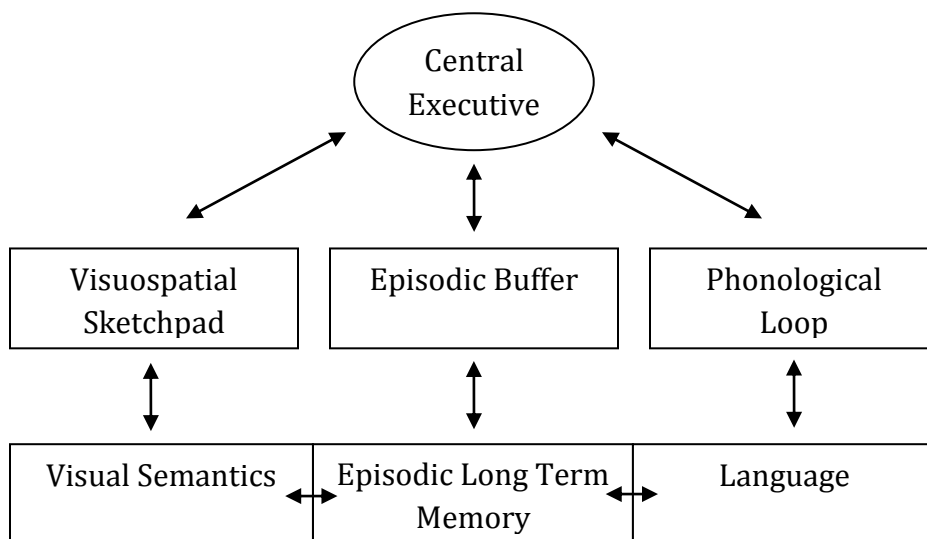 Central
Executive
Visuospatial
Sketchpad
Episodic Buffer
Phonological
Loop
Visual Semantics
Episodic Long Term
Memory
Language